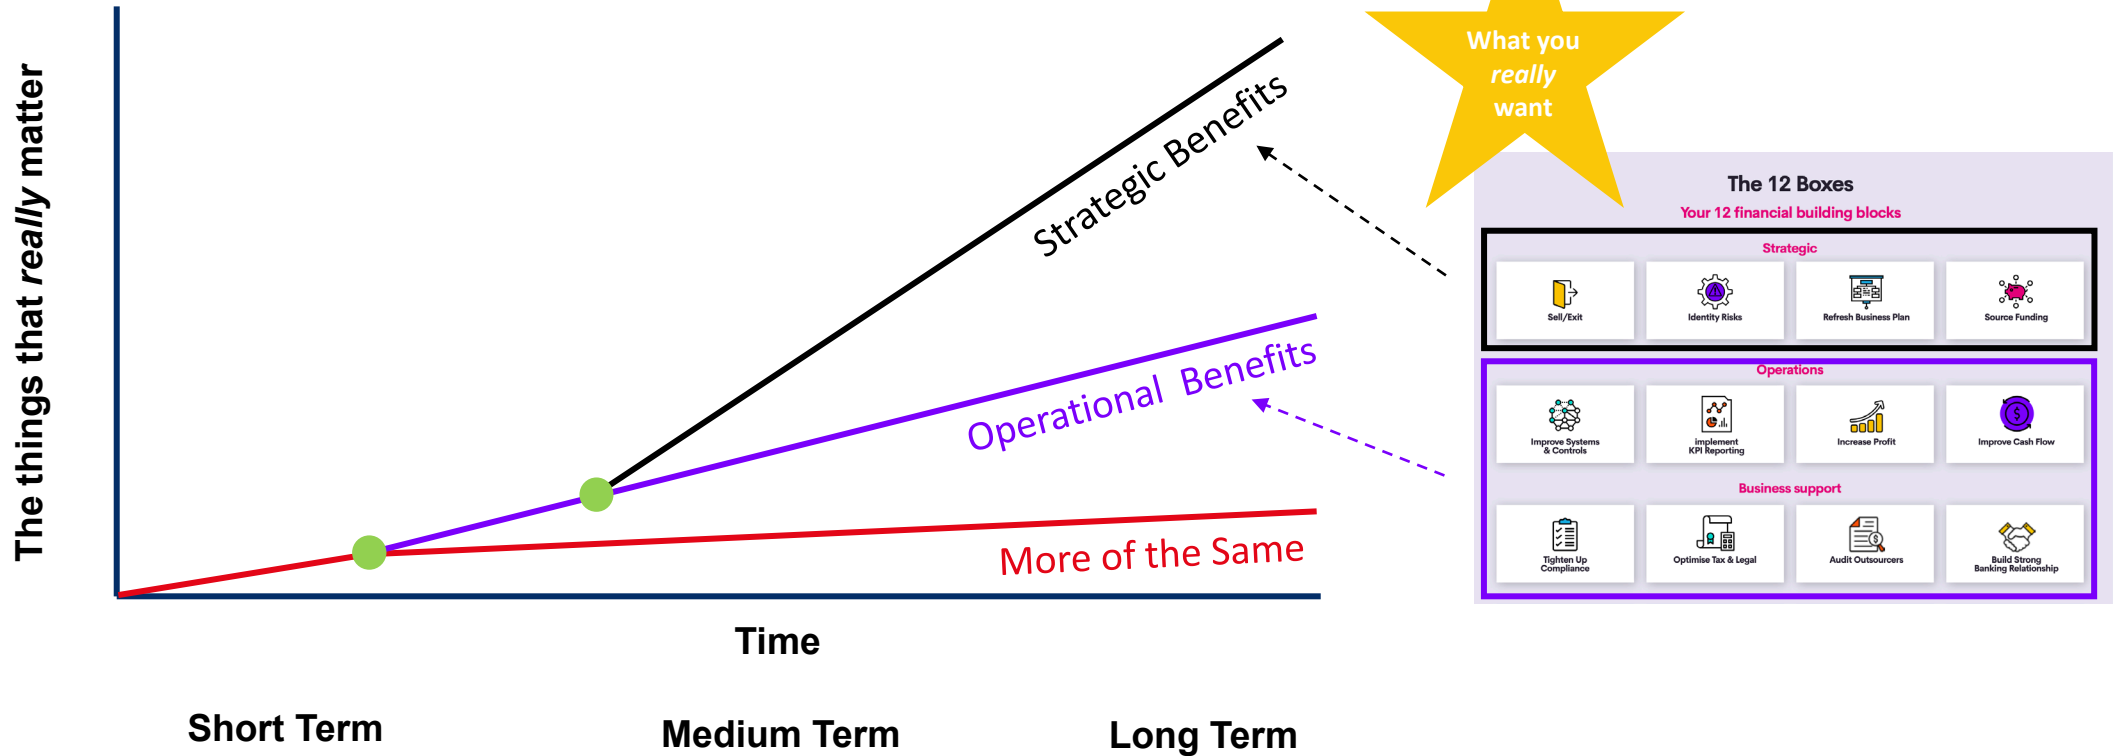 The things that really matter
Strategic Benefits
Operational Benefits
More of the Same
Time
Short Term
Medium Term
Long Term
What you
really
want
The 12 Boxes
Your 12 financial building blocks
Strategic
Sell/Exit
Identity Risks
Refresh Business Plan
Source Funding
Operations
Improve Systems
& Controls
implement
KPI Reporting
Increase Profit
Improve Cash Flow
Business support
Tighten Up
Compliance
Optimise Tax & Legal
Audit Outsourcers
Build Strong
Banking Relationship